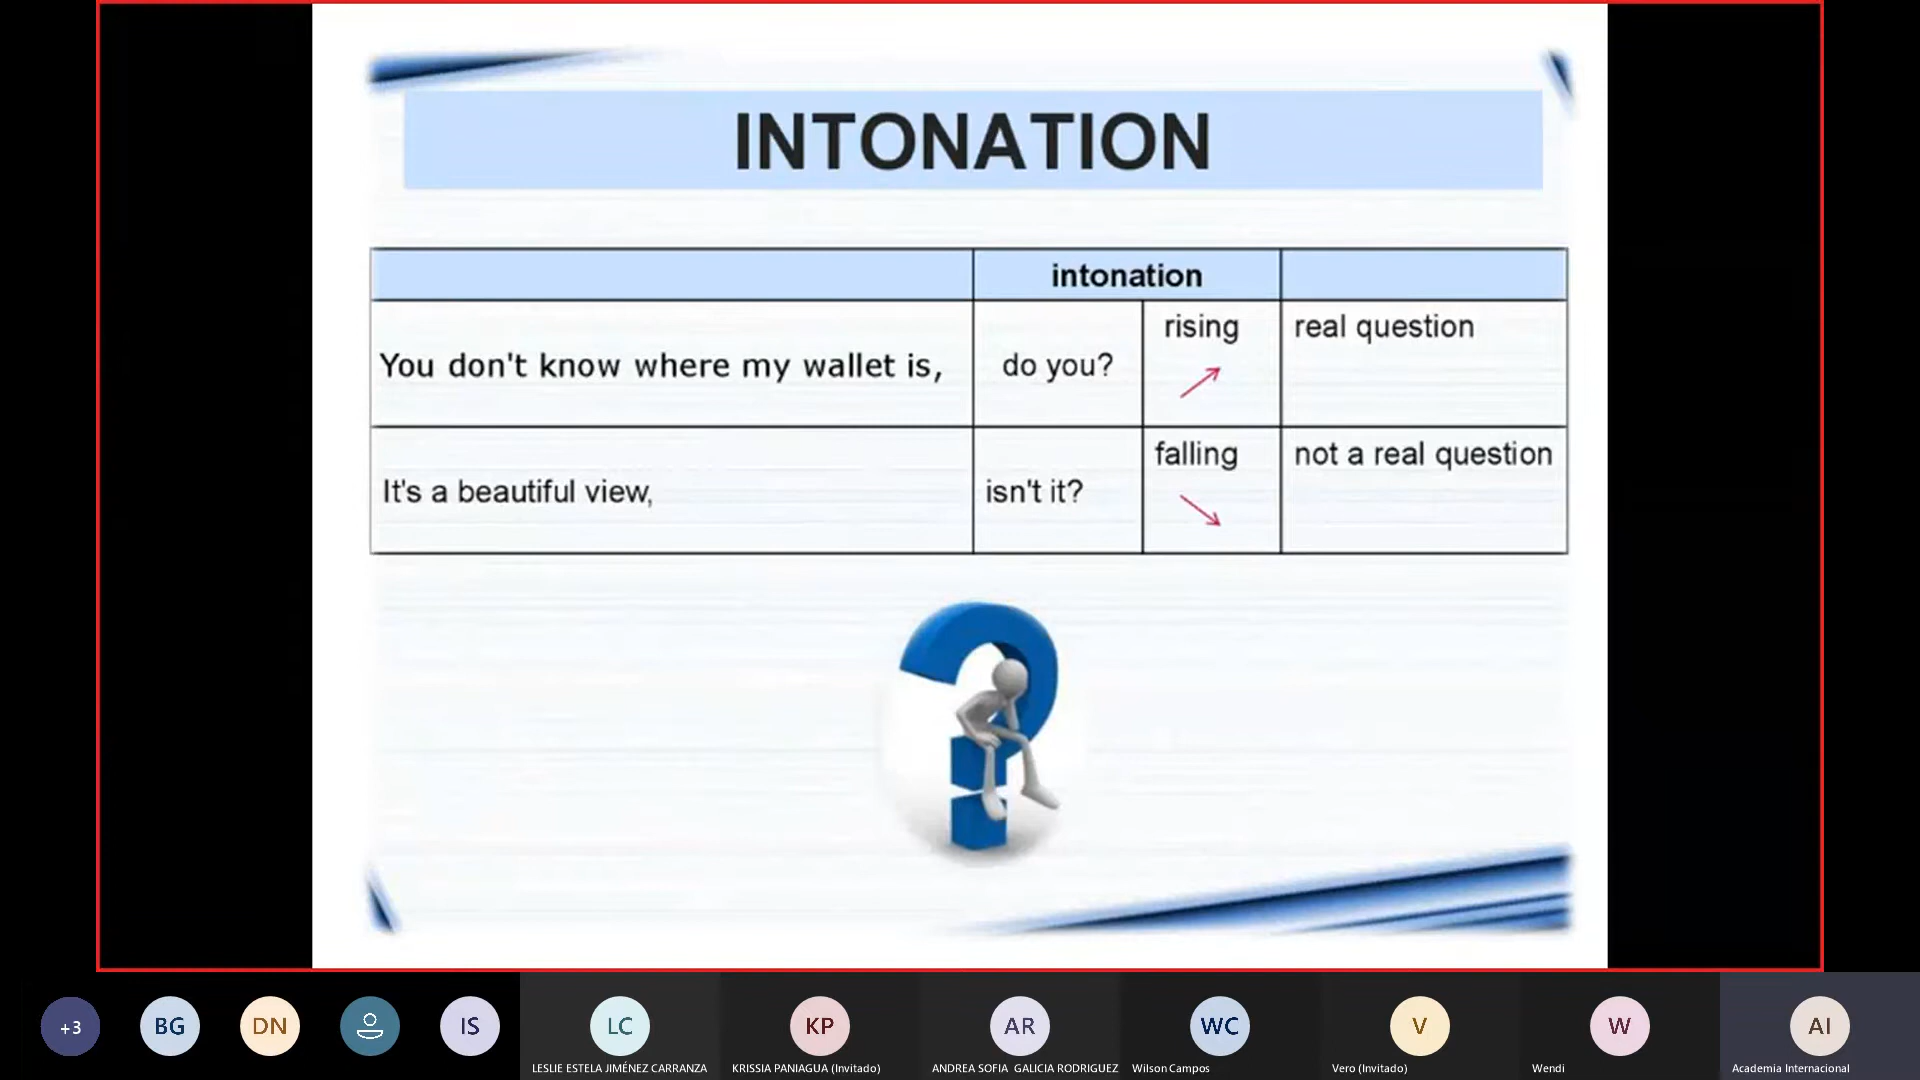 INTONATION
intonation
You don't know where my wallet is,
do you?
rising
real question
It's a beautiful view,
isn't it?
falling
not a real question
+3
BG
DN
IS
LC
KP
AR
WC
V
W
AI
LESLIE ESTELA JIMÉNEZ CARRANZA
KRISSIA PANIAGUA (Invitado)
ANDREA SOFIA GALICIA RODRIGUEZ
Wilson Campos
Vero (Invitado)
Wendi
Academia Internacional